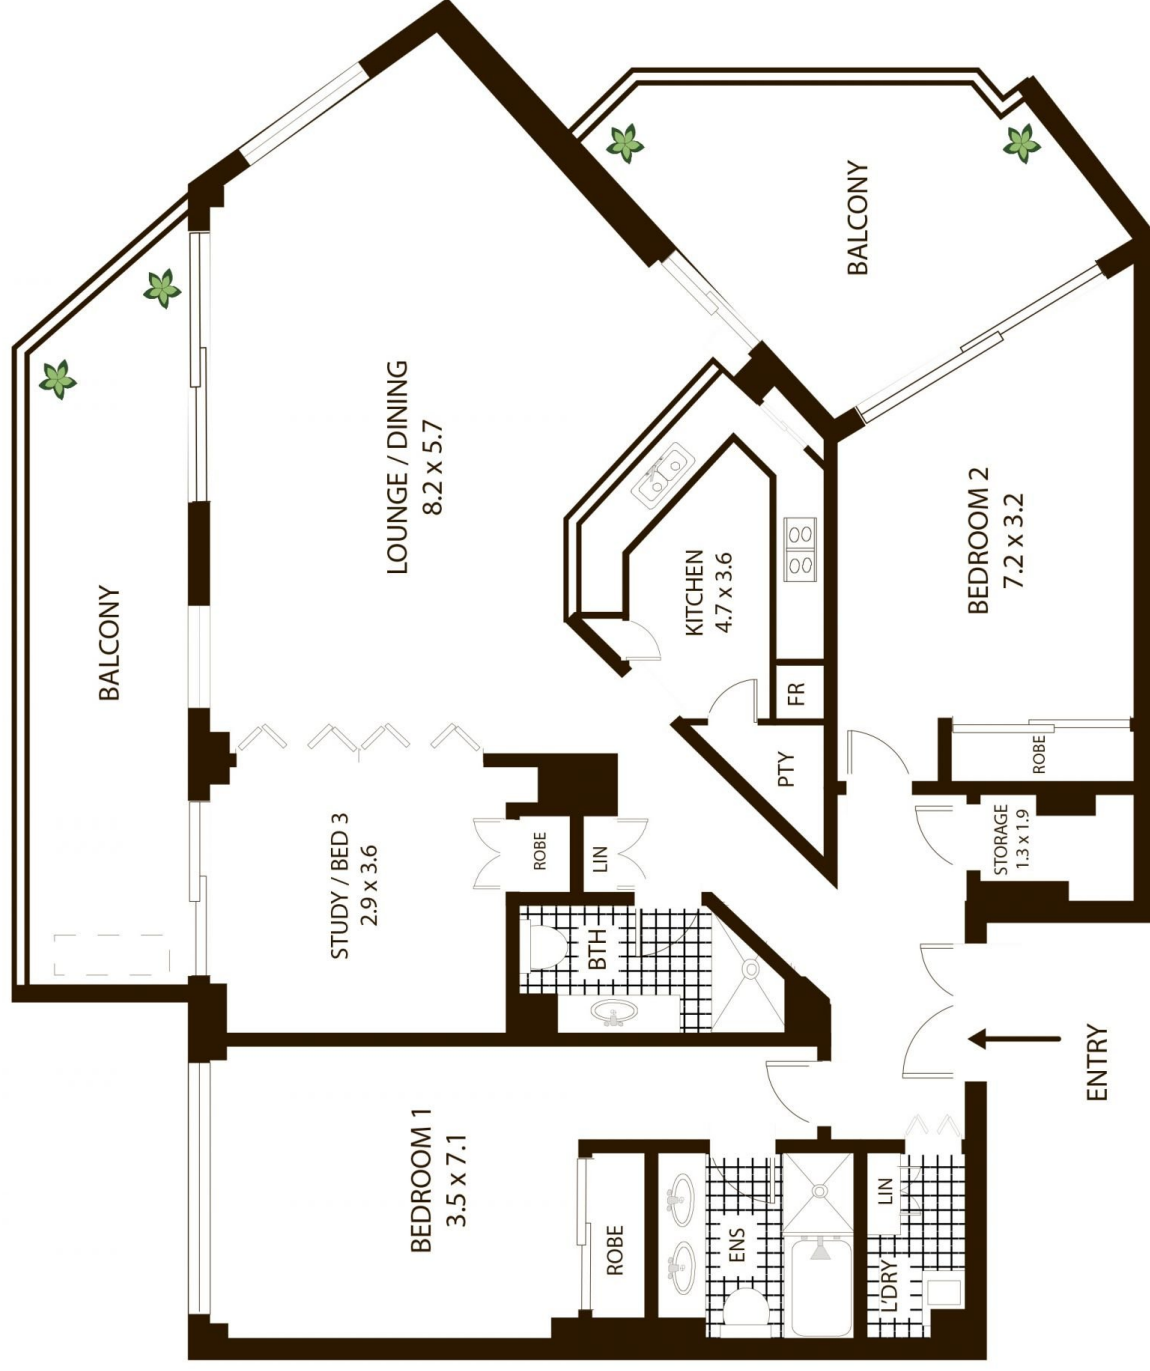 BALCONY
BALCONY
LOUNGE / DINING
8.2 x 5.7
KITCHEN
4.7 x 3.6
BEDROOM 2
7.2 x 3.2
FR
PTY
ROBE
STORAGE
1.3 x 1.9
STUDY / BED 3
2.9 x 3.6
ROBE
LIN
BTH
ENTRY
BEDROOM 1
3.5 x 7.1
ROBE
ENS
LIN
L'DRY